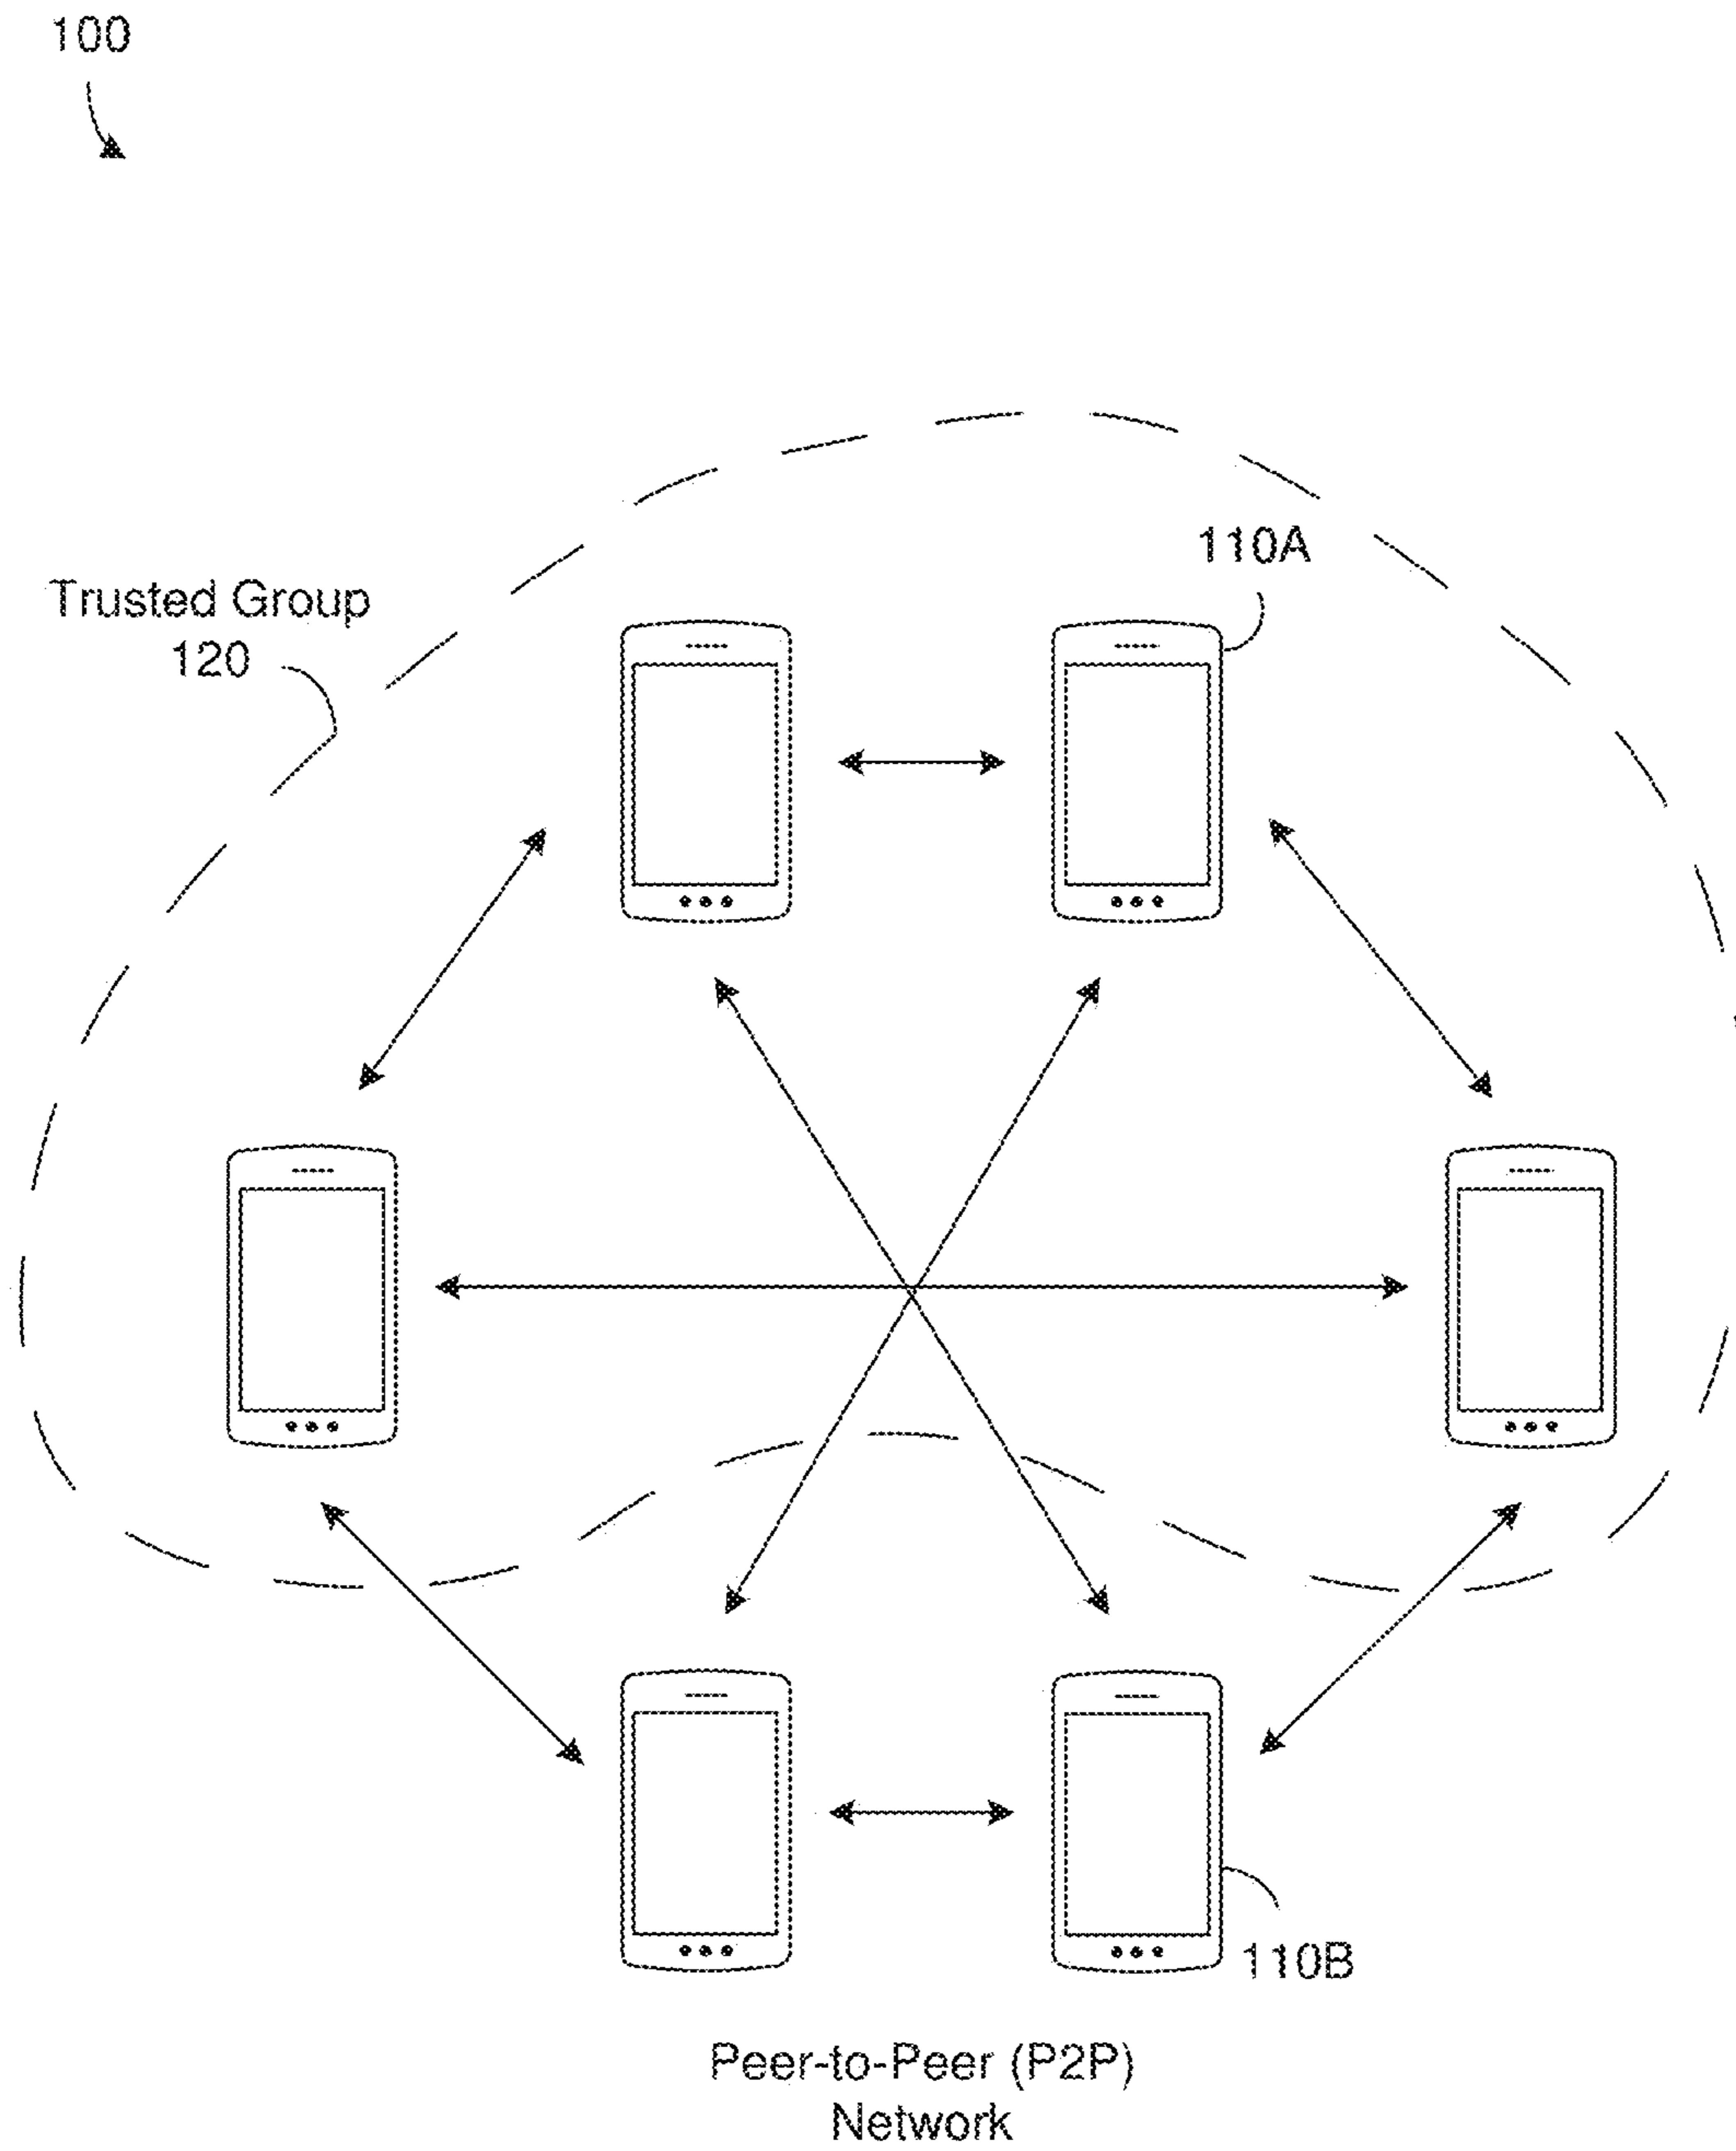 100
110A
Trusted Group
120
110B
Peer-to-Peer (P2P)
Network